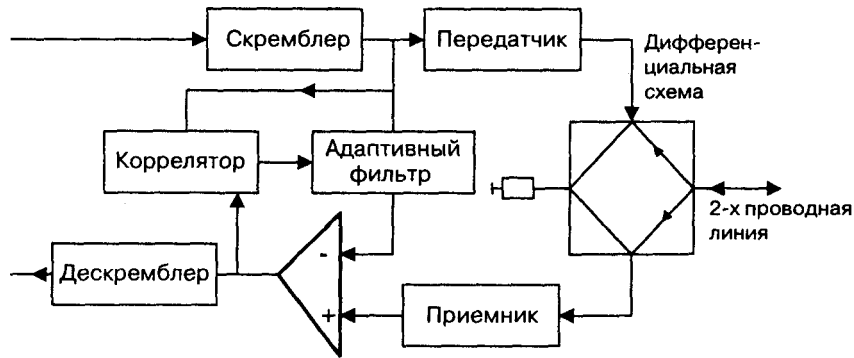 Скремблер
Передатчик
Дифферен-
циальная
схема
Коррелятор
Адаптивный
фильтр
2-х проводная
линия
Дескремблер
-
+
Приемник